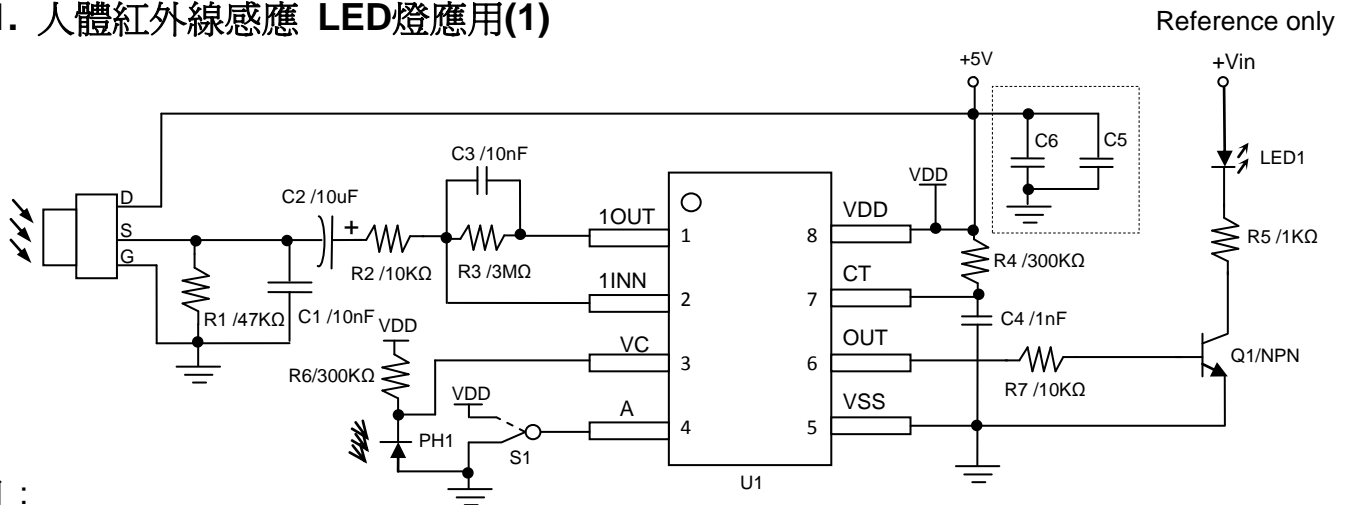 1. 人體紅外線感應 LED燈應用(1)
Reference only
+5V
+Vin
C6
C5
LED1
C3 /10nF
C2 /10uF
+
VDD
D
S
G
1OUT
1
8
VDD
R2 /10KΩ
R3 /3MΩ
R5 /1KΩ
R4 /300KΩ
1INN
2
7
CT
R1 /47KΩ
C1 /10nF
C4 /1nF
VDD
VC
3
6
OUT
R6/300KΩ
R7 /10KΩ
Q1/NPN
VDD
A
4
5
VSS
PH1
S1
U1
: